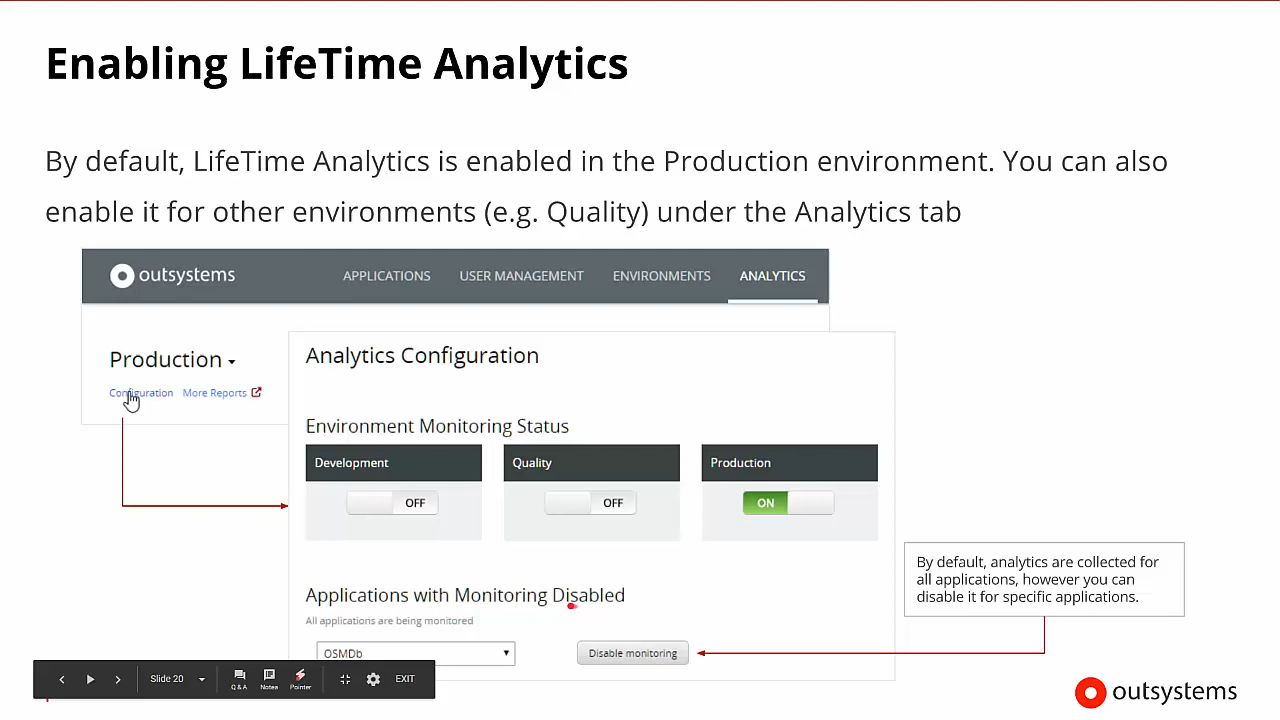 Enabling LifeTime Analytics
By default, LifeTime Analytics is enabled in the Production environment. You can also
enable it for other environments (e.g. Quality) under the Analytics tab
outsystems
APPLICATIONS USER MANAGEMENT ENVIRONMENTS ANALYTICS
Production
Configuration More Reports
Analytics Configuration
Environment Monitoring Status
Development Quality Production
OFF OFF ON
By default, analytics are collected for
all applications, however you can
disable it for specific applications.
Applications with Monitoring Disabled
All applications are being monitored
OSMDb Disable monitoring
Slide 20 Q&A Notes Pointer EXIT
outsystems